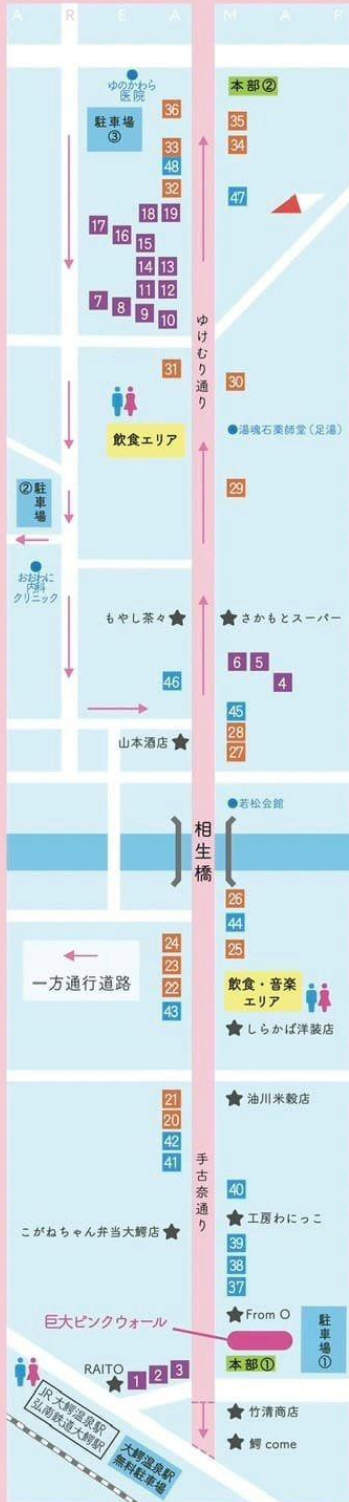 AREA MAP
ゆのかわら
医院
駐車場
③
本部②
36
35
33
34
48
32
47
18 19
17
16
15
14 13
11 12
7
8
9
10
ゆけむり通り
31
30
飲食エリア
湯魂石薬師堂(足湯)
29
②駐車場
おおわに
内科
クリニック
もやし茶々★
★さかもとスーパー
6 5
4
46
45
28
27
山本酒店★
若松会館
相生橋
26
44
25
24
23
22
43
一方通行道路
飲食・音楽
エリア
★しらかば洋装店
21
20
42
41
★油川米穀店
手古奈通り
40
★工房わにっこ
こがねちゃん弁当大鰐店★
39
38
37
★From O
巨大ピンクウォール
駐車場①
本部①
RAITO
★
1 2 3
JR大鰐温泉駅
弘南鉄道大鰐駅
大鰐温泉駅
無料駐車場
★竹清商店
★鰐come